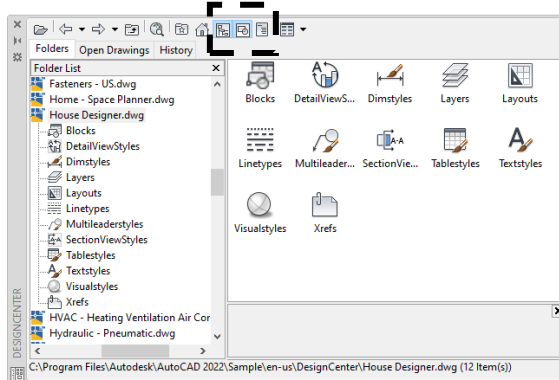 Folders Open Drawings History
Folder List
Fasteners - US.dwg
Home - Space Planner.dwg
House Designer.dwg
Blocks
DetailViewStyles
Dimstyles
Layers
Layouts
Linetypes
Multileaderstyles
SectionViewStyles
Tablestyles
Textstyles
Visualstyles
Xrefs
HVAC - Heating Ventilation Air Cor
Hydraulic - Pneumatic.dwg
Blocks DetailViewS... Dimstyles Layers Layouts
Linetypes Multileader... SectionVie... Tablestyles Textstyles
Visualstyles Xrefs
DESIGNCENTER
C:\Program Files\Autodesk\AutoCAD 2022\Sample\en-us\DesignCenter\House Designer.dwg (12 Item(s))